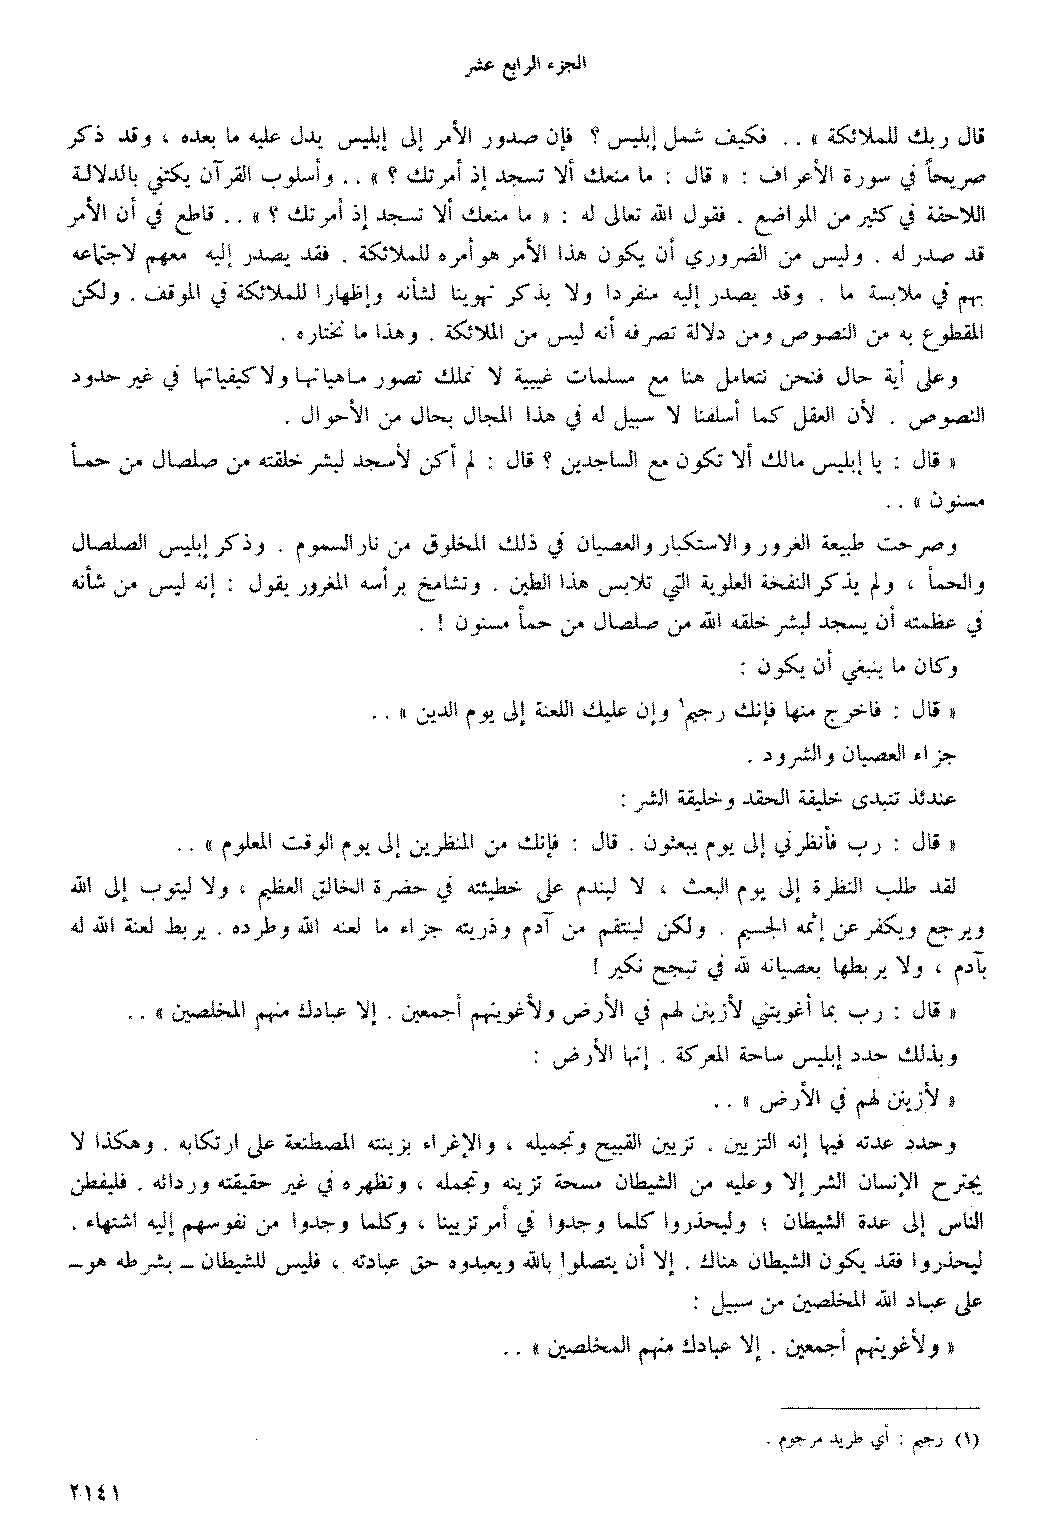 الجزء الرابع عشر
قال ربك للملائكة » .. فكيف شمل إبليس ؟ فإن صدور الأمر إلى إبليس يدل عليه ما بعده ، وقد ذكر
صريحاً في سورة الأعراف : « قال : ما منعك ألا تسجد إذ أمرتك ؟ » .. وأسلوب القرآن يكتفي بالدلالة
اللاحقة في كثير من المواضع . فقول الله تعالى له : « ما منعك ألا تسجد إذ أمرتك ؟ » .. قاطع في أن الأمر
قد صدر له . وليس من الضروري أن يكون هذا الأمر هو أمره للملائكة . فقد يصدر إليه معهم لاجتماعه
بهم في ملابسة ما . وقد يصدر إليه منفردا ولا يذكر تهوينا لشأنه وإظهارا للملائكة في الموقف . ولكن
المقطوع به من النصوص ومن دلالة تصرفه أنه ليس من الملائكة . وهذا ما نختاره .
وعلى أية حال فنحن نتعامل هنا مع مسلمات غيبية لا نملك تصور ماهياتها ولا كيفياتها في غير حدود
النصوص . لأن العقل كما أسلفنا لا سبيل له في هذا المجال بحال من الأحوال .
« قال : يا إبليس مالك ألا تكون مع الساجدين ؟ قال : لم أكن لأسجد لبشر خلقته من صلصال من حمأ
مسنون » ..
وصرحت طبيعة الغرور والاستكبار والعصيان في ذلك المخلوق من نار السموم . وذكر إبليس الصلصال
والحمأ ، ولم يذكر النفخة العلوية التي تلابس هذا الطين . وتشامخ برأسه المغرور يقول : إنه ليس من شأنه
في عظمته أن يسجد لبشر خلقه الله من صلصال من حمأ مسنون ! .
وكان ما ينبغي أن يكون :
« قال : فاخرج منها فإنك رجيم¹ وإن عليك اللعنة إلى يوم الدين » ..
جزاء العصيان والشرود .
عندئذ تتبدى خليقة الحقد وخليقة الشر :
« قال : رب فأنظرني إلى يوم يبعثون . قال : فإنك من المنظرين إلى يوم الوقت المعلوم » ..
لقد طلب النظرة إلى يوم البعث ، لا ليندم على خطيئته في حضرة الخالق العظيم ، ولا ليتوب إلى الله
ويرجع ويكفر عن إثمه الجسيم . ولكن لينتقم من آدم وذريته جزاء ما لعنه الله وطرده . يربط لعنة الله له
بآدم ، ولا يربطها بعصيانه لله في تبجح نكير !
« قال : رب بما أغويتني لأزينن لهم في الأرض ولأغوينهم أجمعين . إلا عبادك منهم المخلصين » ..
وبذلك حدد إبليس ساحة المعركة . إنها الأرض :
« لأزينن لهم في الأرض » ..
وحدد عدته فيها إنه التزيين . تزيين القبيح وتجميله ، والإغراء بزينته المصطنعة على ارتكابه . وهكذا لا
يجترح الإنسان الشر إلا وعليه من الشيطان مسحة تزينه وتجمله ، وتظهره في غير حقيقته وردائه . فليفطن
الناس إلى عدة الشيطان ؛ وليحذروا كلما وجدوا في أمر تزيينا ، وكلما وجدوا من نفوسهم إليه اشتهاء .
ليحذروا فقد يكون الشيطان هناك . إلا أن يتصلوا بالله ويعبدوه حق عبادته ، فليس للشيطان – بشرطه هو –
على عباد الله المخلصين من سبيل :
« ولأغوينهم أجمعين . إلا عبادك منهم المخلصين » ..
(١) رجيم : أي طريد مرجوم .
٢١٤١